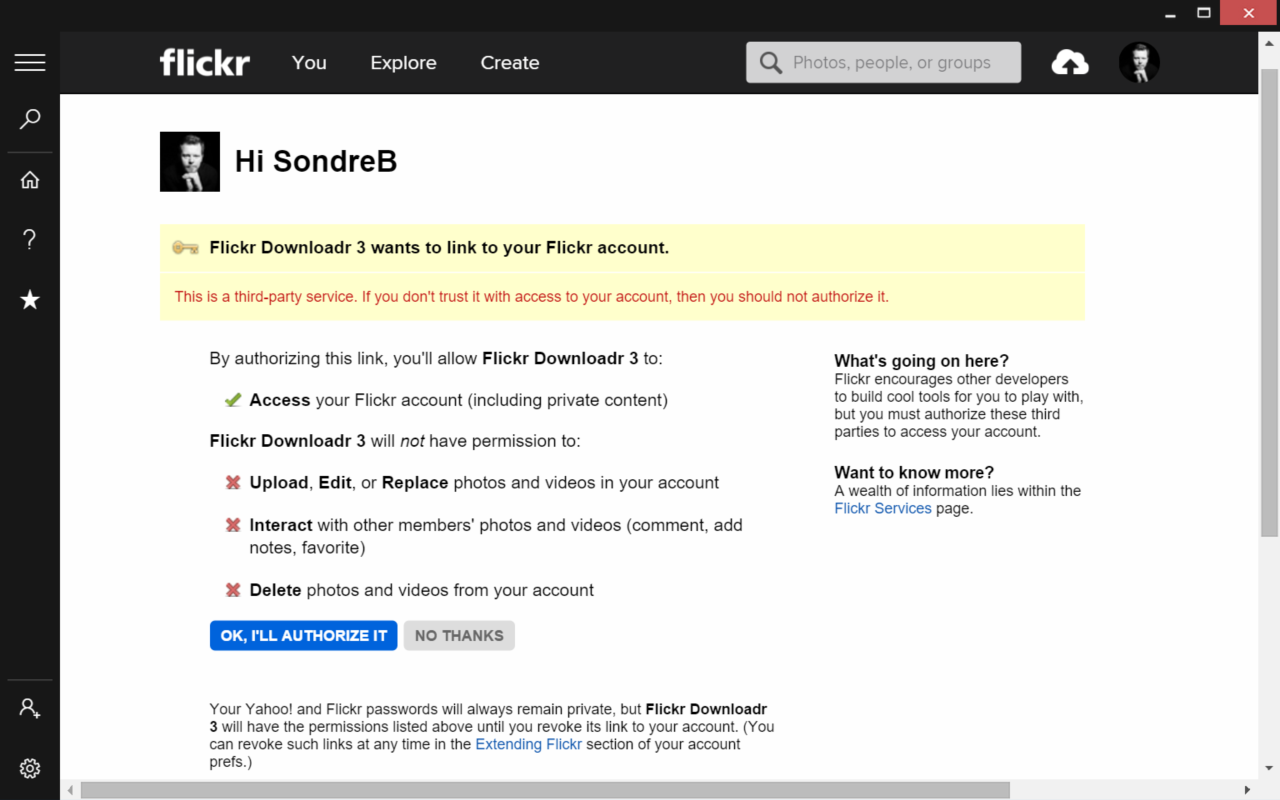 flickr You Explore Create Photos, people, or groups
Hi SondreB
Flickr Downloadr 3 wants to link to your Flickr account.
This is a third-party service. If you don't trust it with access to your account, then you should not authorize it.
By authorizing this link, you'll allow Flickr Downloadr 3 to:
Access your Flickr account (including private content)
Flickr Downloadr 3 will not have permission to:
Upload, Edit, or Replace photos and videos in your account
Interact with other members' photos and videos (comment, add
notes, favorite)
Delete photos and videos from your account
OK, I'LL AUTHORIZE IT NO THANKS
Your Yahoo! and Flickr passwords will always remain private, but Flickr Downloadr
3 will have the permissions listed above until you revoke its link to your account. (You
can revoke such links at any time in the Extending Flickr section of your account
prefs.)
What's going on here?
Flickr encourages other developers
to build cool tools for you to play with,
but you must authorize these third
parties to access your account.
Want to know more?
A wealth of information lies within the
Flickr Services page.